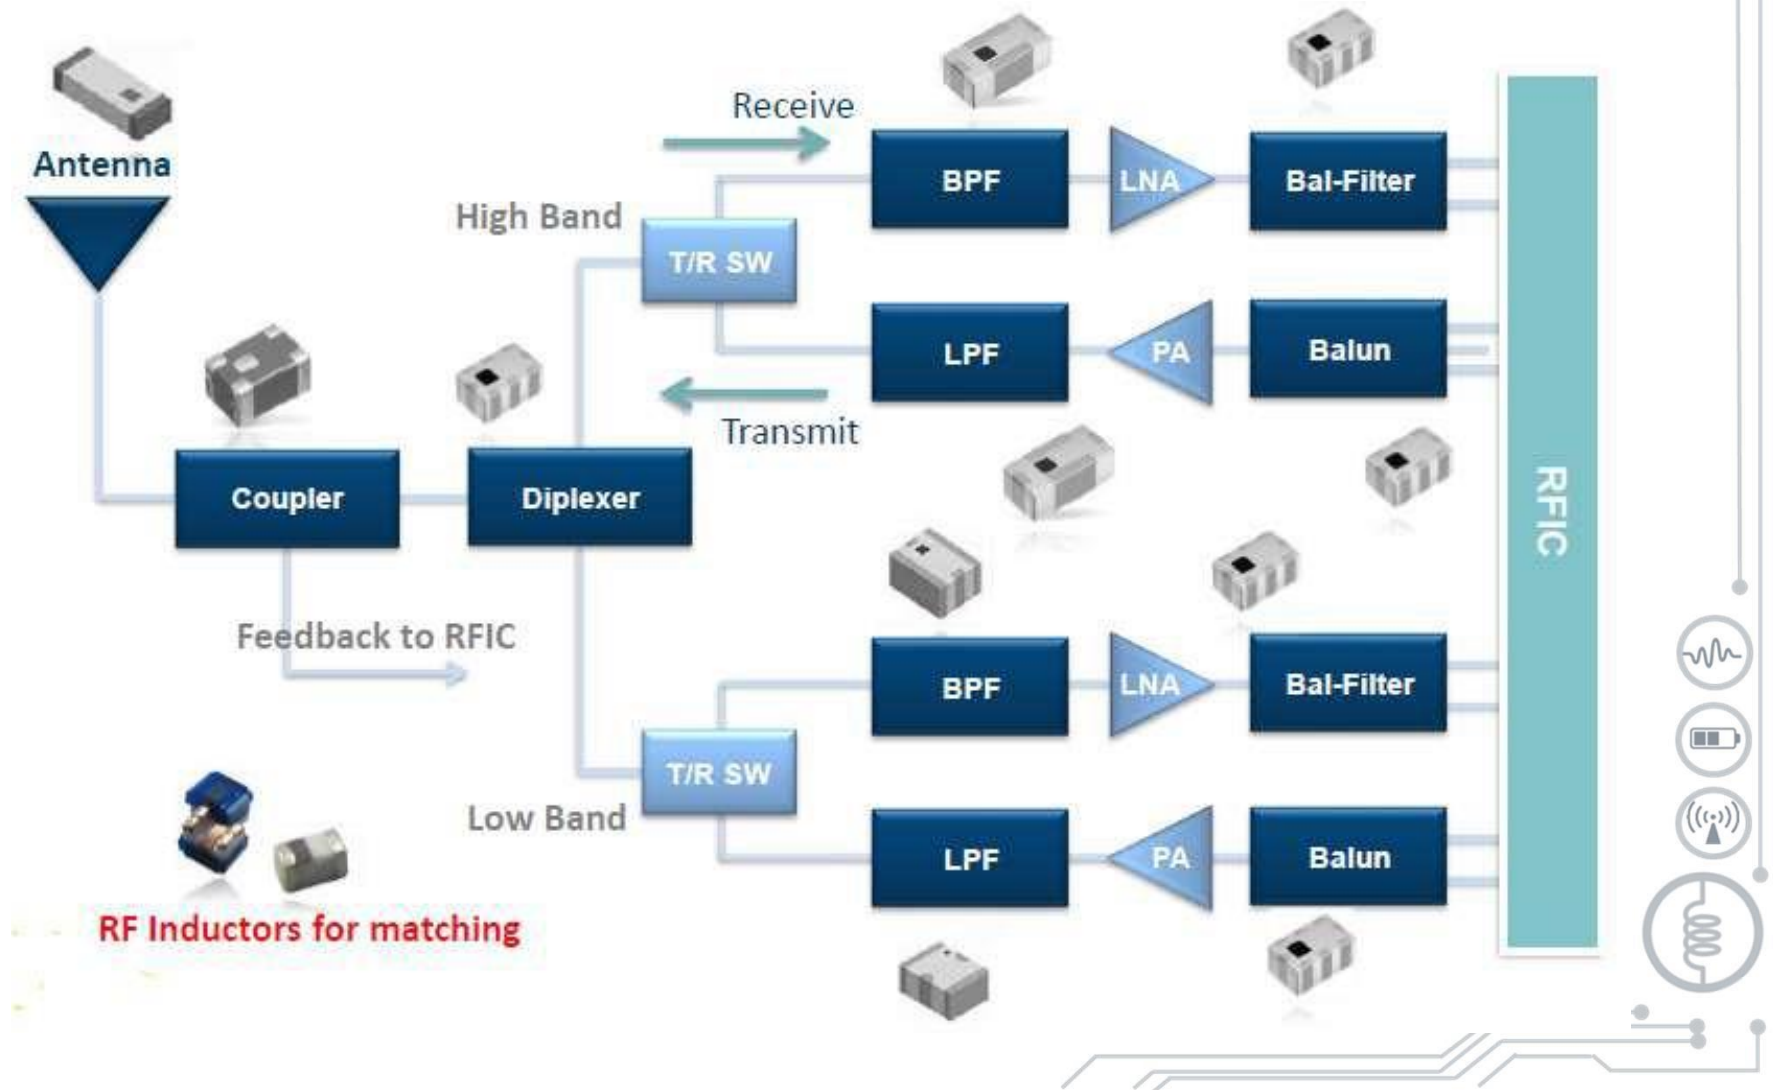 Antenna
Receive
High Band
T/R SW
BPF
LNA
Bal-Filter
LPF
PA
Balun
Transmit
Coupler
Diplexer
RFIC
Feedback to RFIC
BPF
LNA
Bal-Filter
T/R SW
Low Band
LPF
PA
Balun
RF Inductors for matching